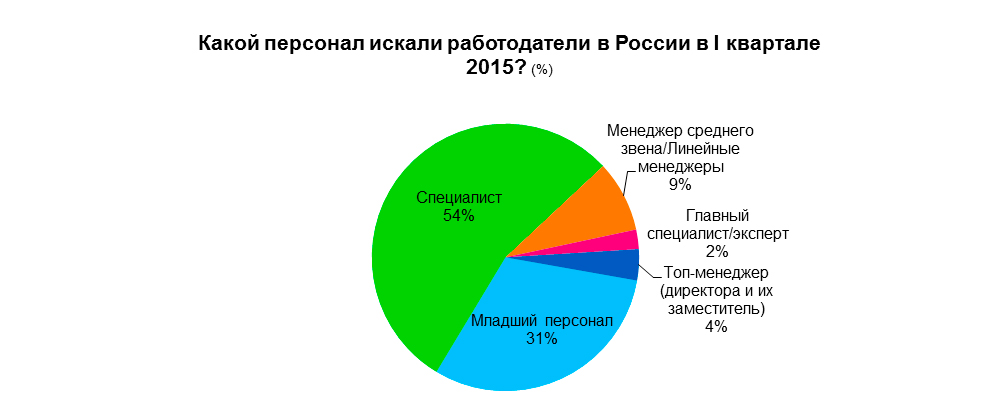 Какой персонал искали работодатели в России в I квартале
2015? (%)
Менеджер среднего
звена/Линейные
менеджеры
9%
Специалист
54%
Главный
специалист/эксперт
2%
Топ-менеджер
(директора и их
заместитель)
4%
Младший персонал
31%